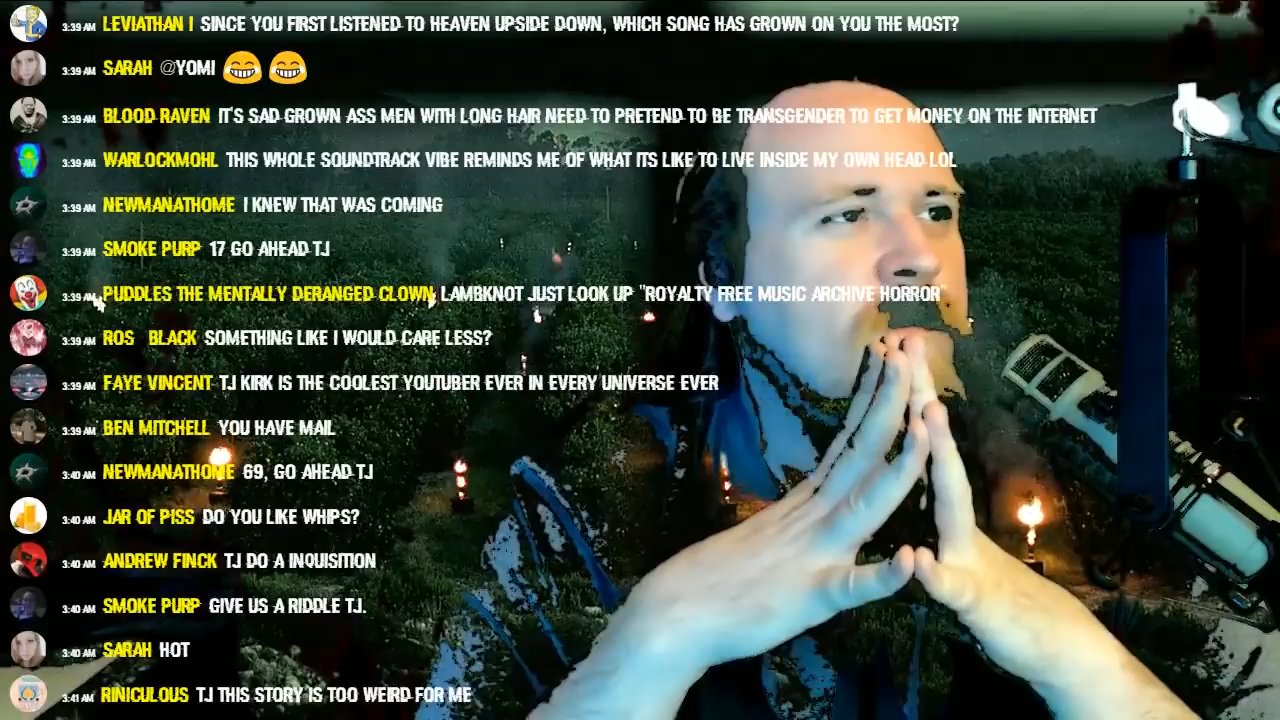 3:39 AM LEVIATHAN I SINCE YOU FIRST LISTENED TO HEAVEN UPSIDE DOWN, WHICH SONG HAS GROWN ON YOU THE MOST?
3:39 AM SARAH @YOMI
3:39 AM BLOOD RAVEN IT'S SAD GROWN ASS MEN WITH LONG HAIR NEED TO PRETEND TO BE TRANSGENDER TO GET MONEY ON THE INTERNET
3:39 AM WARLOCKMOHL THIS WHOLE SOUNDTRACK VIBE REMINDS ME OF WHAT ITS LIKE TO LIVE INSIDE MY OWN HEAD LOL
3:39 AM NEWMANATHOME I KNEW THAT WAS COMING
3:39 AM SMOKE PURP 17 GO AHEAD TJ
3:39 AM PUDDLES THE MENTALLY DERANGED CLOWN LAMBKNOT JUST LOOK UP "ROYALTY FREE MUSIC ARCHIVE HORROR"
3:39 AM ROS BLACK SOMETHING LIKE I WOULD CARE LESS?
3:39 AM FAYE VINCENT TJ KIRK IS THE COOLEST YOUTUBER EVER IN EVERY UNIVERSE EVER
3:39 AM BEN MITCHELL YOU HAVE MAIL
3:40 AM NEWMANATHOME 69, GO AHEAD TJ
3:40 AM JAR OF PISS DO YOU LIKE WHIPS?
3:40 AM ANDREW FINCK TJ DO A INQUISITION
3:40 AM SMOKE PURP GIVE US A RIDDLE TJ.
3:40 AM SARAH HOT
3:41 AM RINICULOUS TJ THIS STORY IS TOO WEIRD FOR ME